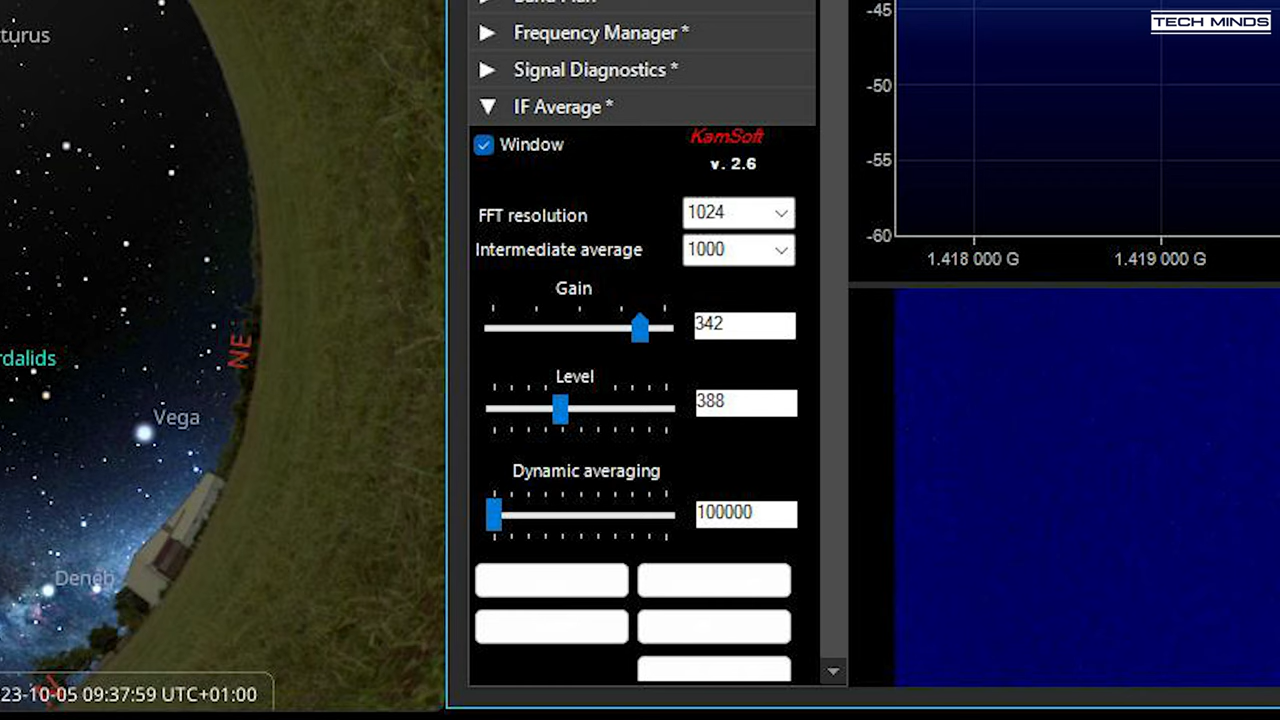 turus
rdalids
NE
Vega
Deneb
23-10-05 09:37:59 UTC+01:00
Frequency Manager *
Signal Diagnostics *
IF Average *
Window
KamSoft
v. 2.6
FFT resolution
1024
Intermediate average
1000
Gain
342
Level
388
Dynamic averaging
100000
-45
-50
-55
-60
1.418 000 G
1.419 000 G
TECH MINDS